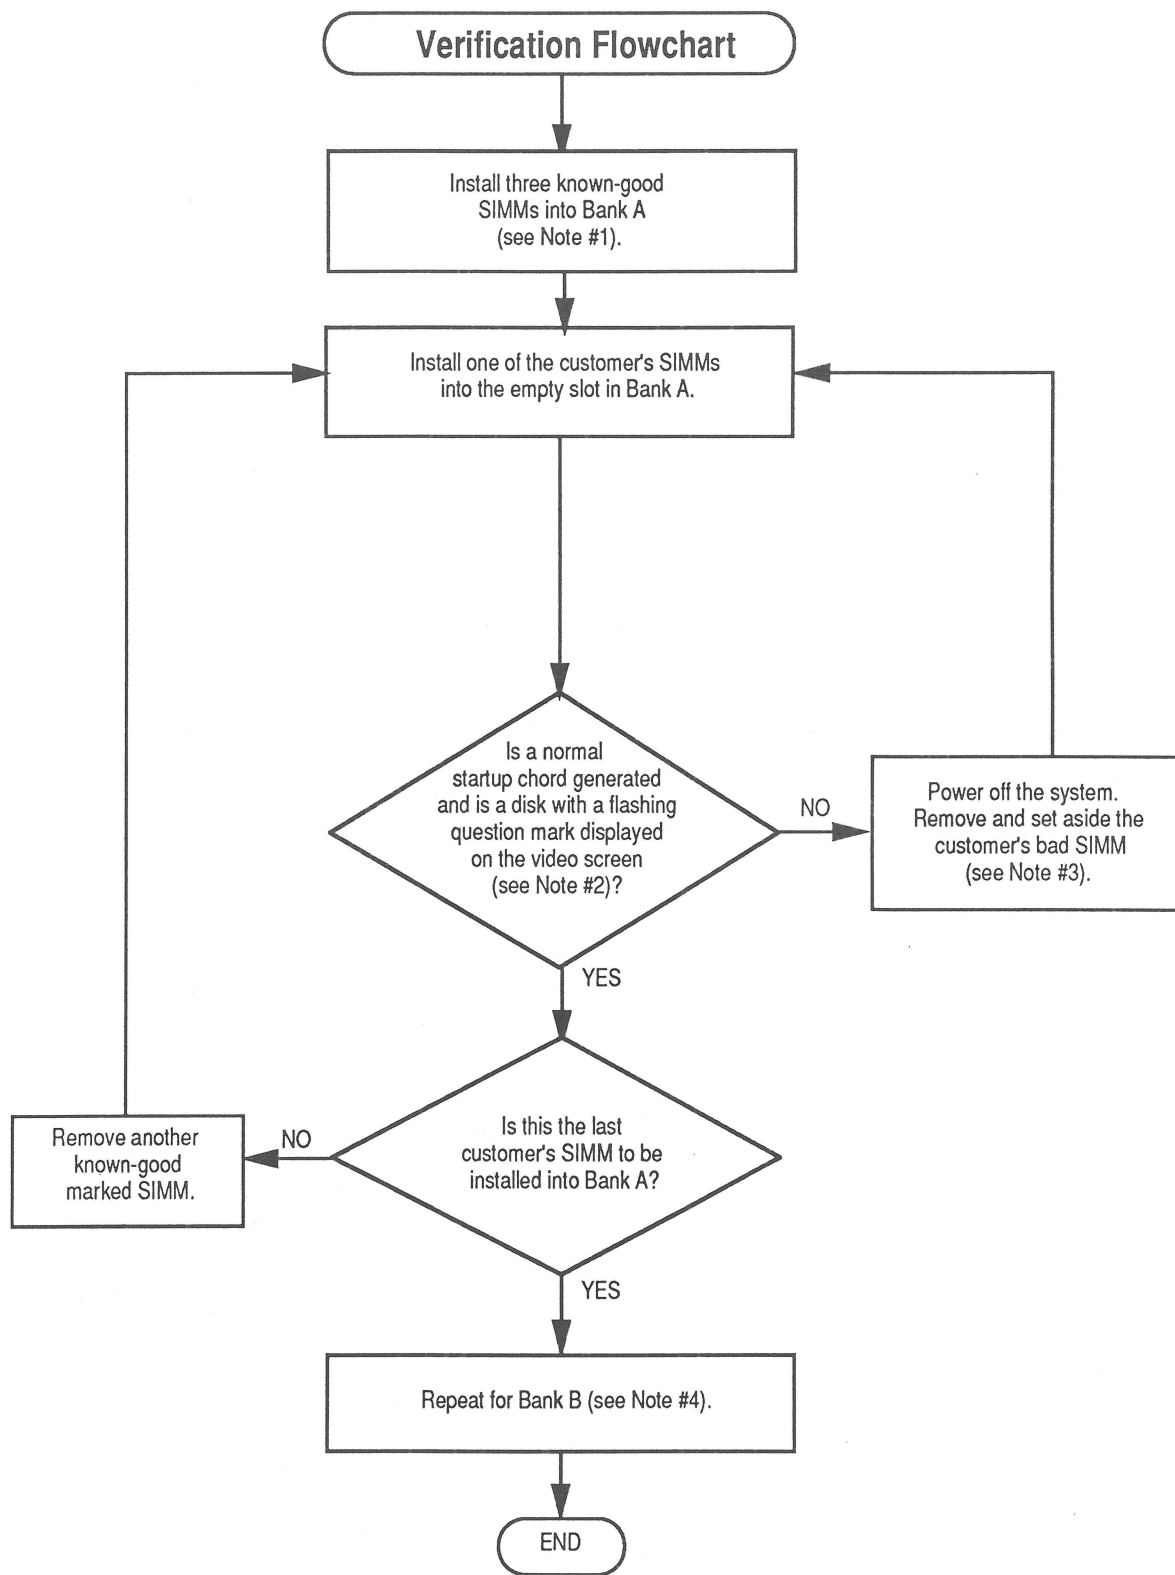 Verification Flowchart
Install three known-good
SIMMs into Bank A
(see Note #1).
Install one of the customer's SIMMs
into the empty slot in Bank A.
Is a normal
startup chord generated
and is a disk with a flashing
question mark displayed
on the video screen
(see Note #2)?
NO
Power off the system.
Remove and set aside the
customer's bad SIMM
(see Note #3).
YES
Is this the last
customer's SIMM to be
installed into Bank A?
NO
Remove another
known-good
marked SIMM.
YES
Repeat for Bank B (see Note #4).
END